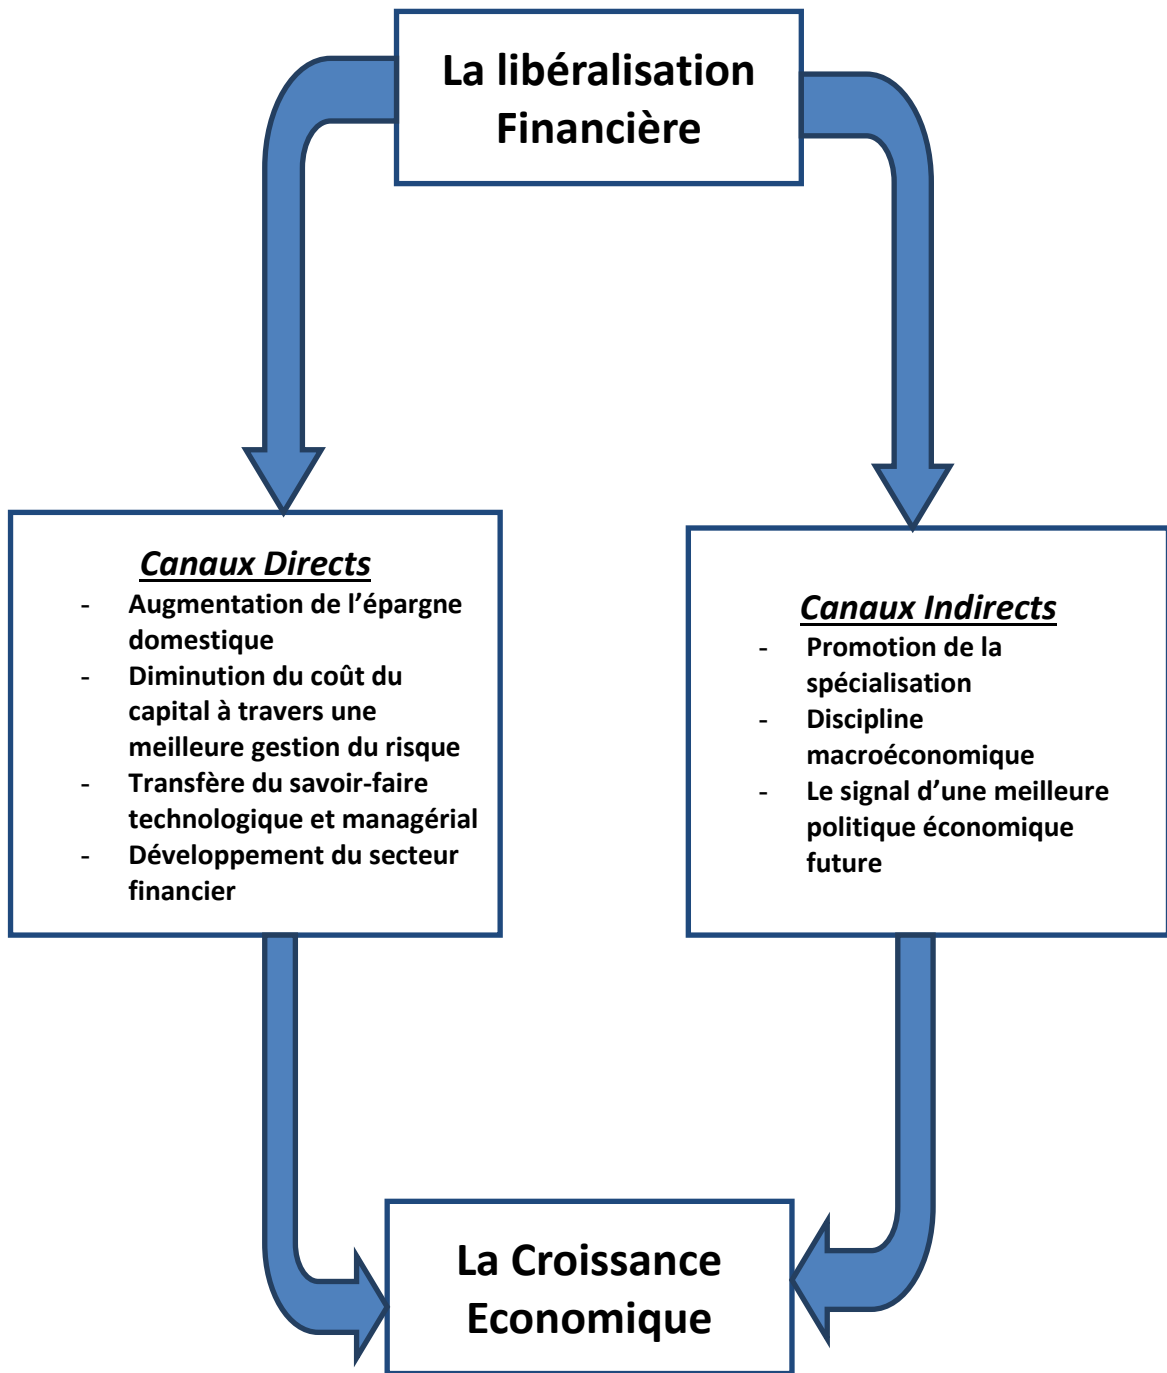 La libéralisation
Financière
Canaux Directs
- Augmentation de l’épargne
domestique
- Diminution du coût du
capital à travers une
meilleure gestion du risque
- Transfère du savoir-faire
technologique et managérial
- Développement du secteur
financier
Canaux Indirects
- Promotion de la
spécialisation
- Discipline
macroéconomique
- Le signal d’une meilleure
politique économique
future
La Croissance
Economique